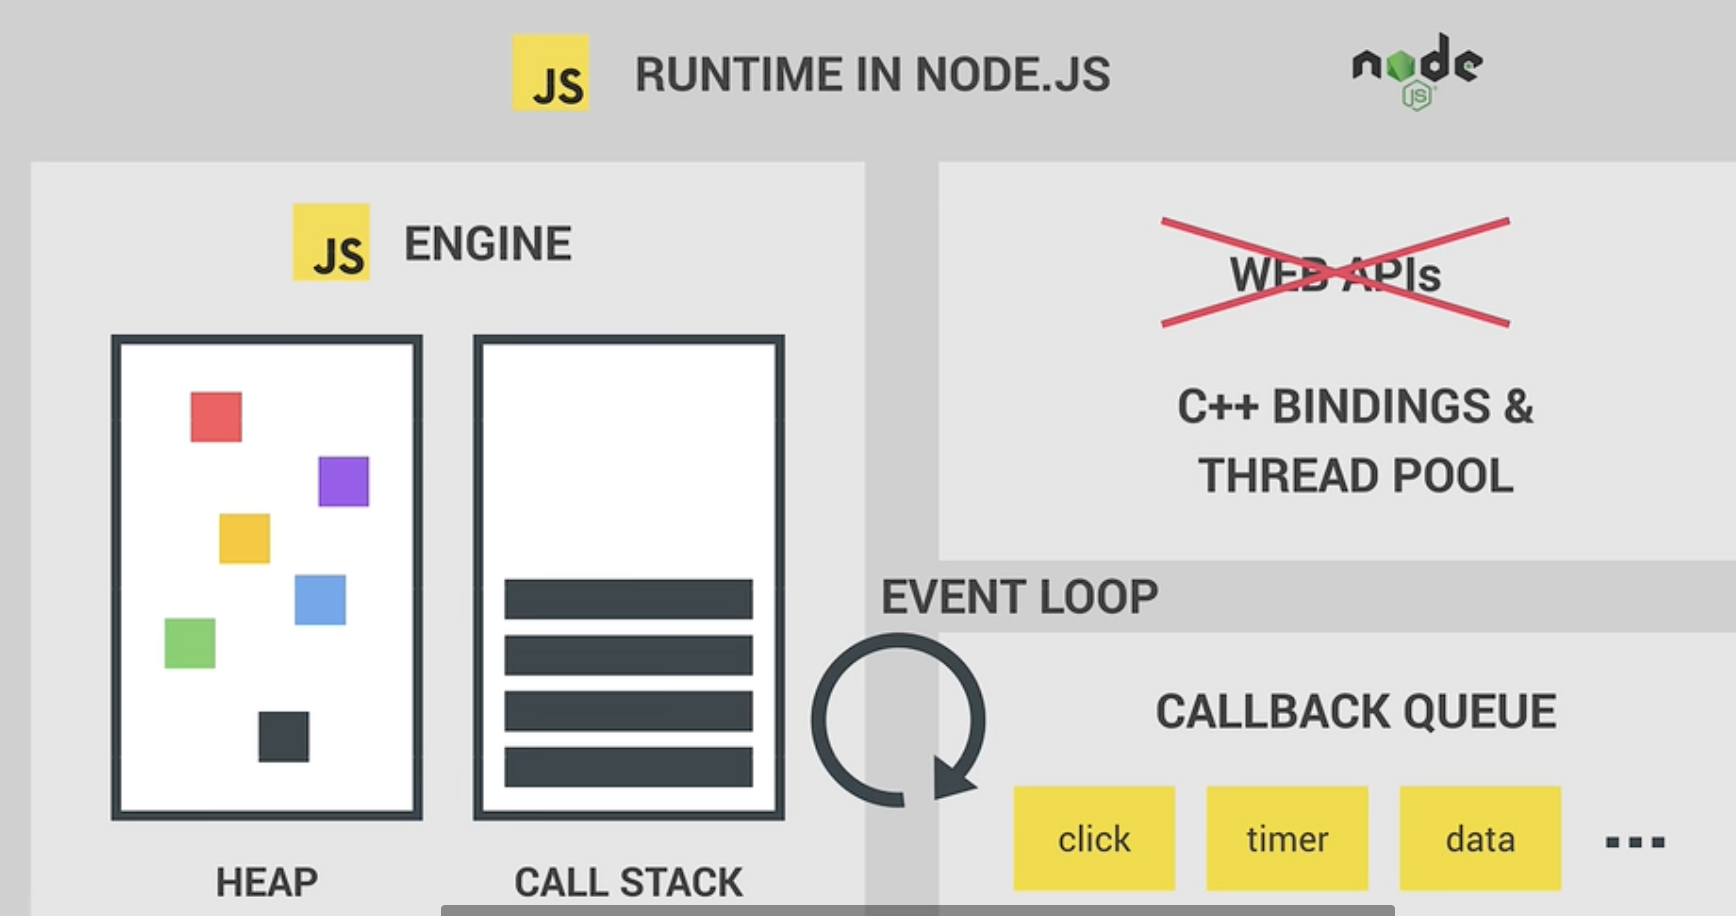 JS RUNTIME IN NODE.JS
node
JS
JS ENGINE
HEAP
CALL STACK
WEB APIs
C++ BINDINGS &
THREAD POOL
EVENT LOOP
CALLBACK QUEUE
click timer data ...